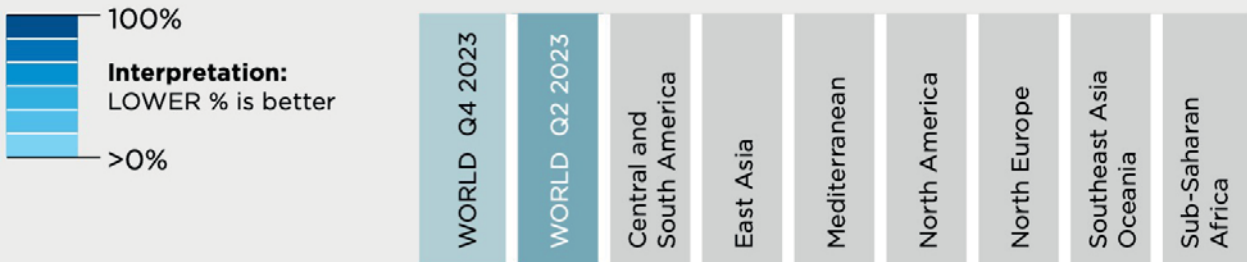 100%
Interpretation:
LOWER % is better
>0%
WORLD Q4 2023
WORLD Q2 2023
Central and
South America
East Asia
Mediterranean
North America
North Europe
Southeast Asia
Oceania
Sub-Saharan
Africa